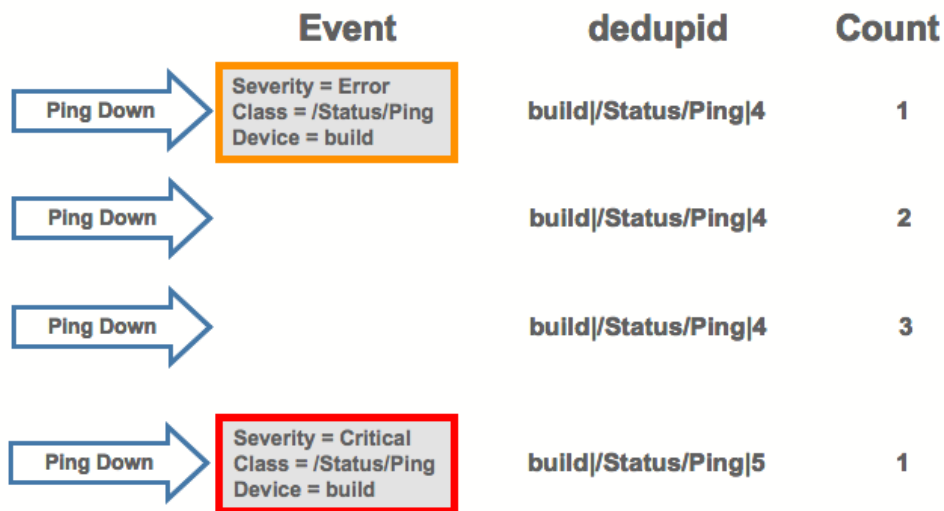 Event dedupid Count
Ping Down
Severity = Error
Class = /Status/Ping
Device = build
build|/Status/Ping|4 1
Ping Down build|/Status/Ping|4 2
Ping Down build|/Status/Ping|4 3
Ping Down
Severity = Critical
Class = /Status/Ping
Device = build
build|/Status/Ping|5 1